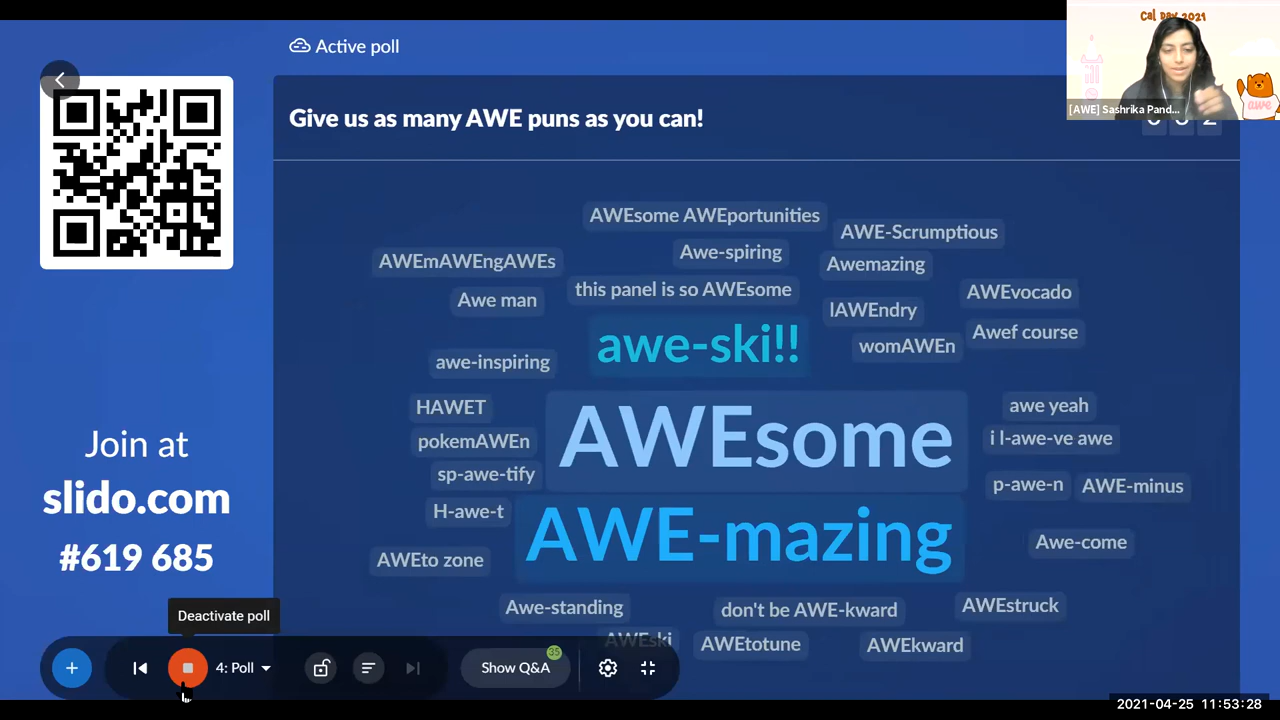 Active poll
Cal Day 2021
awe
[AWE] Sashrika Pand...
Give us as many AWE puns as you can!
AWEsome AWEportunities
AWE-Scrumptious
Awe-spiring
AWEmAWEngAWEs
Awemazing
this panel is so AWEsome
AWEvocado
Awe man
lAWEndry
Awef course
awe-ski!!
womAWEn
awe-inspiring
HAWET
AWEsome
awe yeah
pokemAWEn
i l-awe-ve awe
sp-awe-tify
p-awe-n
AWE-minus
H-awe-t
AWE-mazing
Awe-come
AWEto zone
Awe-standing
don't be AWE-kward
AWEstruck
AWEski
AWEtotune
AWEkward
Join at
slido.com
#619 685
Deactivate poll
4: Poll
Show Q&A
35
2021-04-25 11:53:28